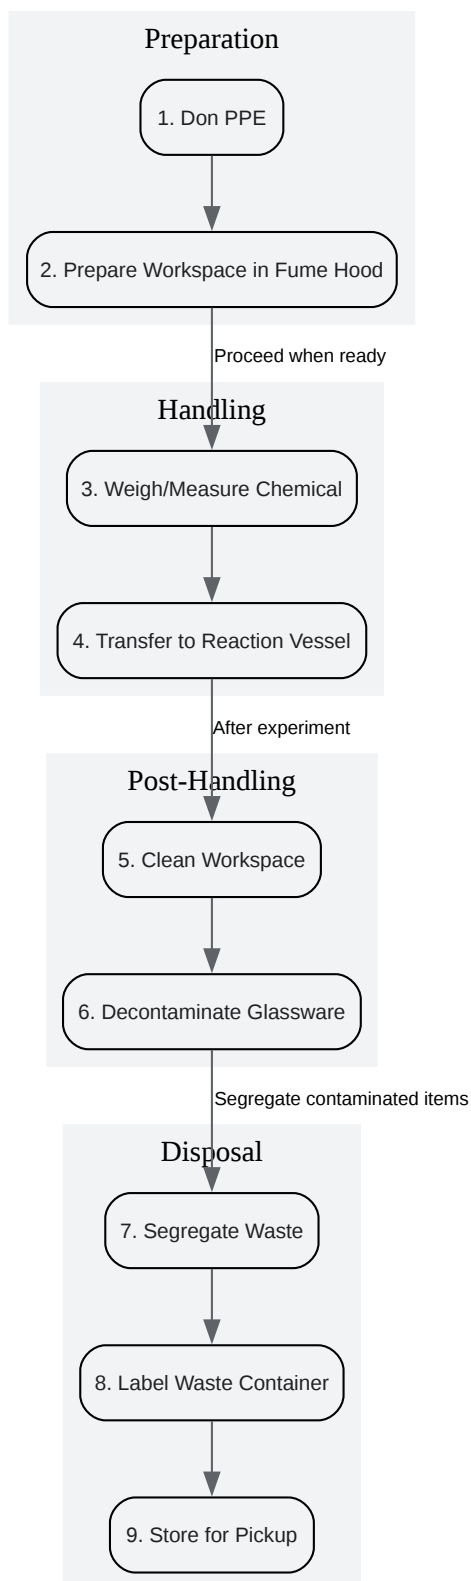 Preparation
1. Don PPE
2. Prepare Workspace in Fume Hood
Proceed when ready
Handling
3. Weigh/Measure Chemical
4. Transfer to Reaction Vessel
After experiment
Post-Handling
5. Clean Workspace
6. Decontaminate Glassware
Segregate contaminated items
Disposal
7. Segregate Waste
8. Label Waste Container
9. Store for Pickup